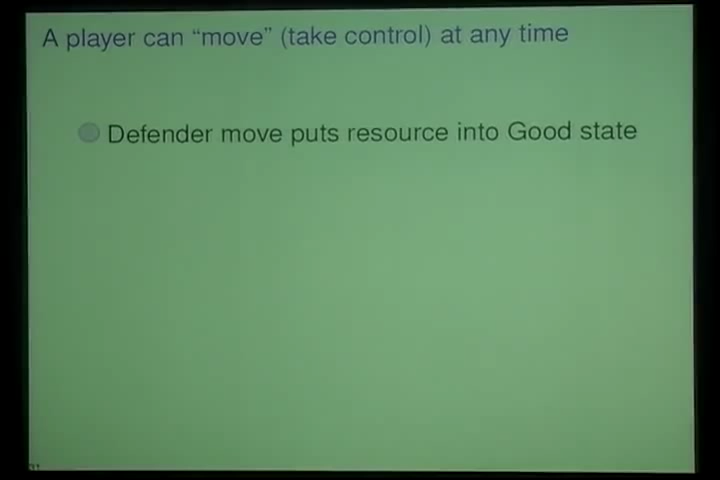 A player can “move” (take control) at any time
Defender move puts resource into Good state